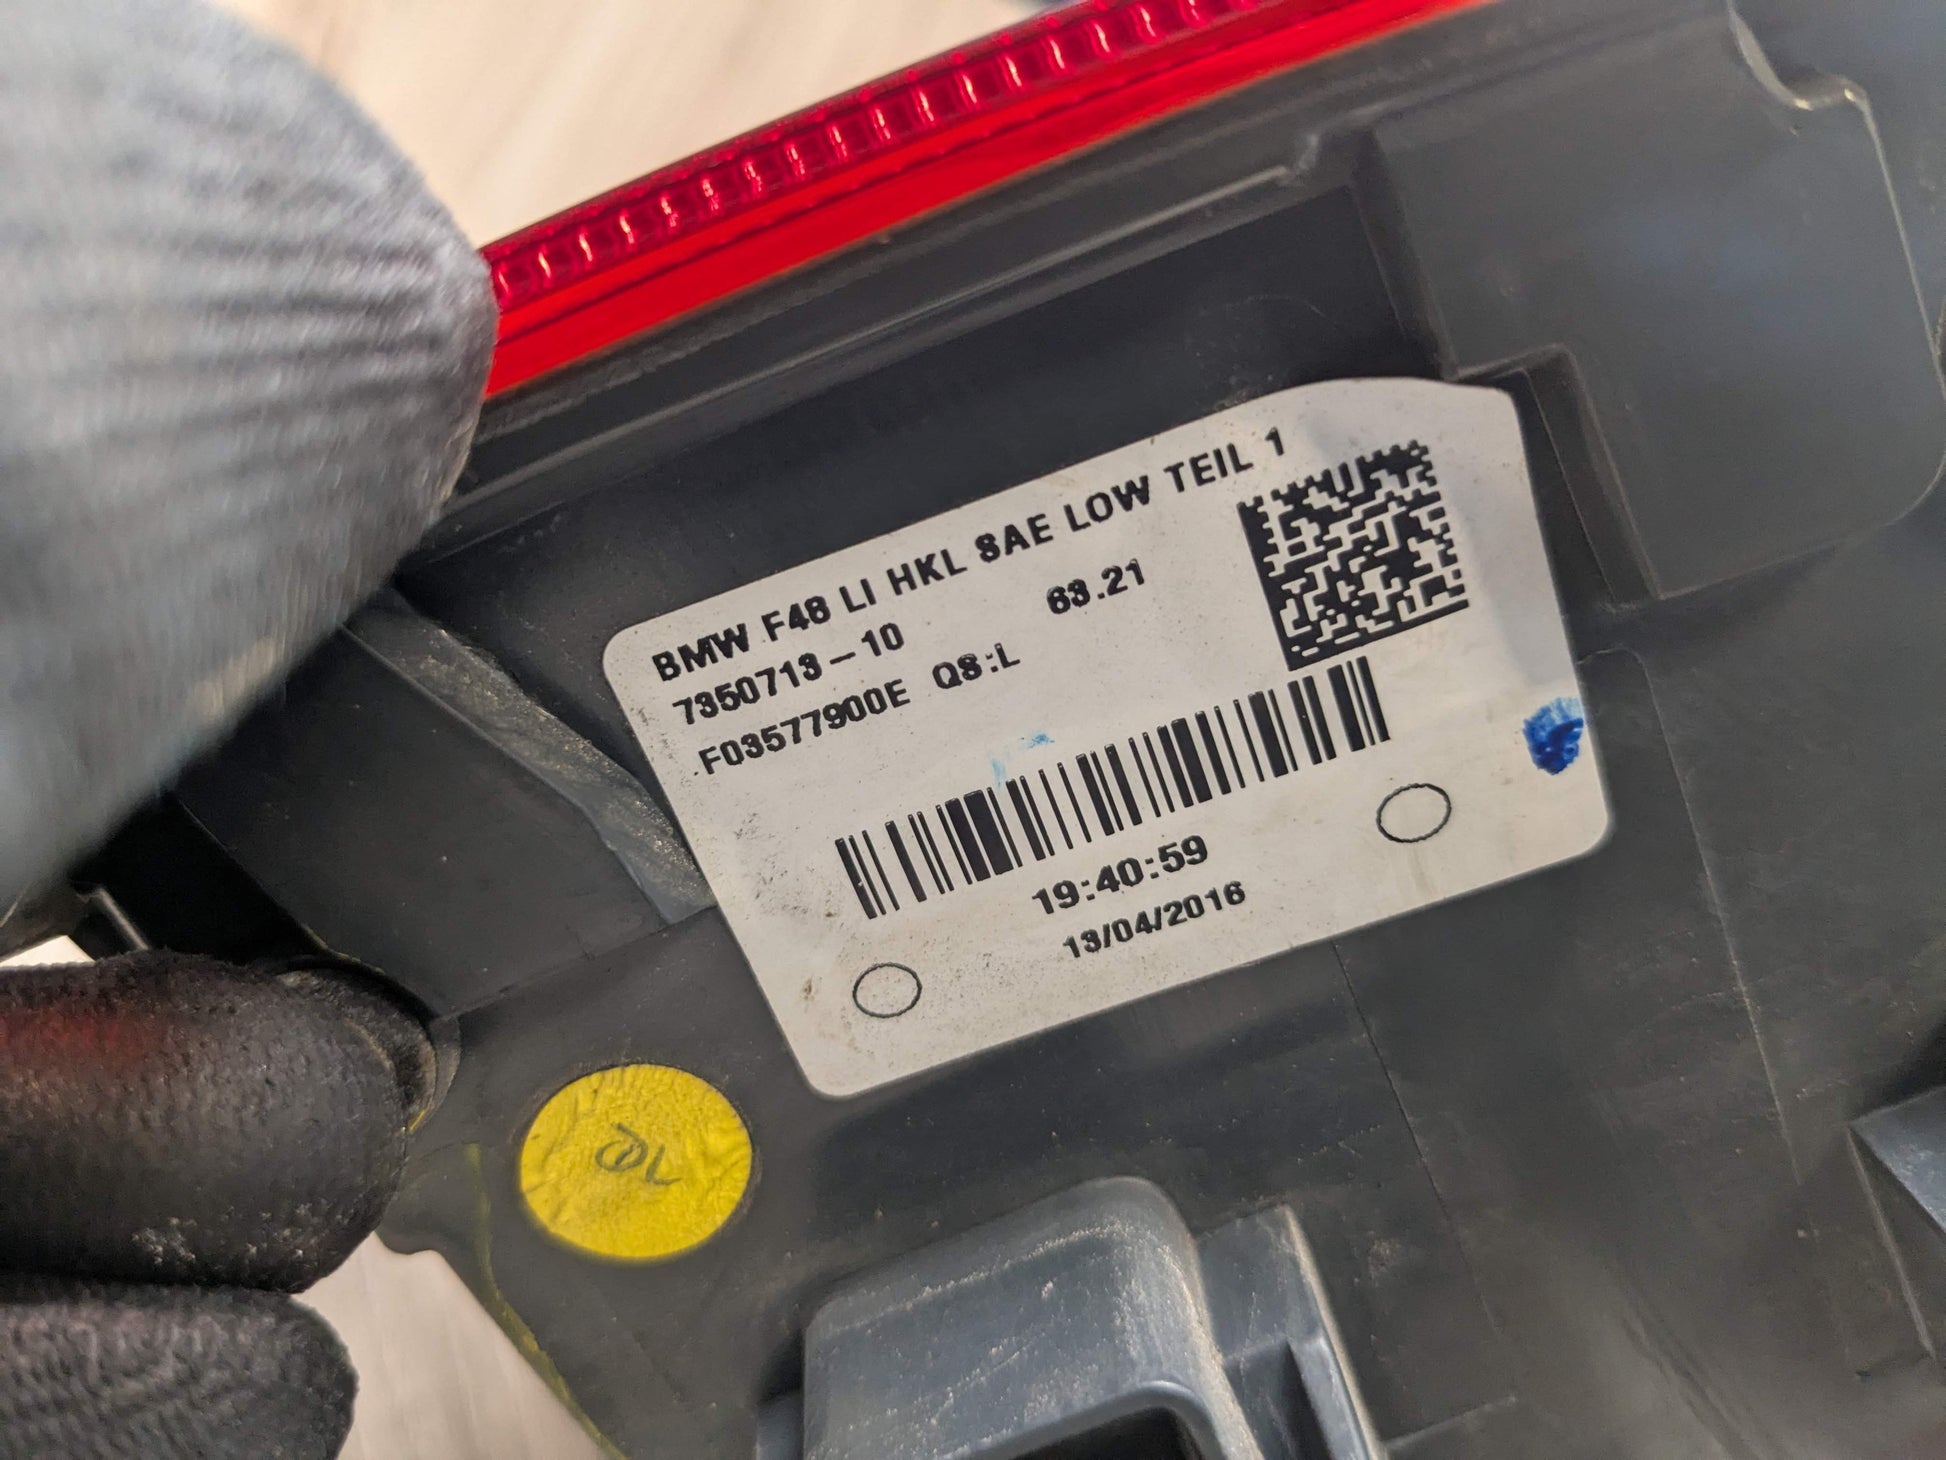 BMW F48 LI HKL SAE LOW TEIL 1
7350713-10 63.21
F03577900E QS:L
19:40:59
13/04/2016